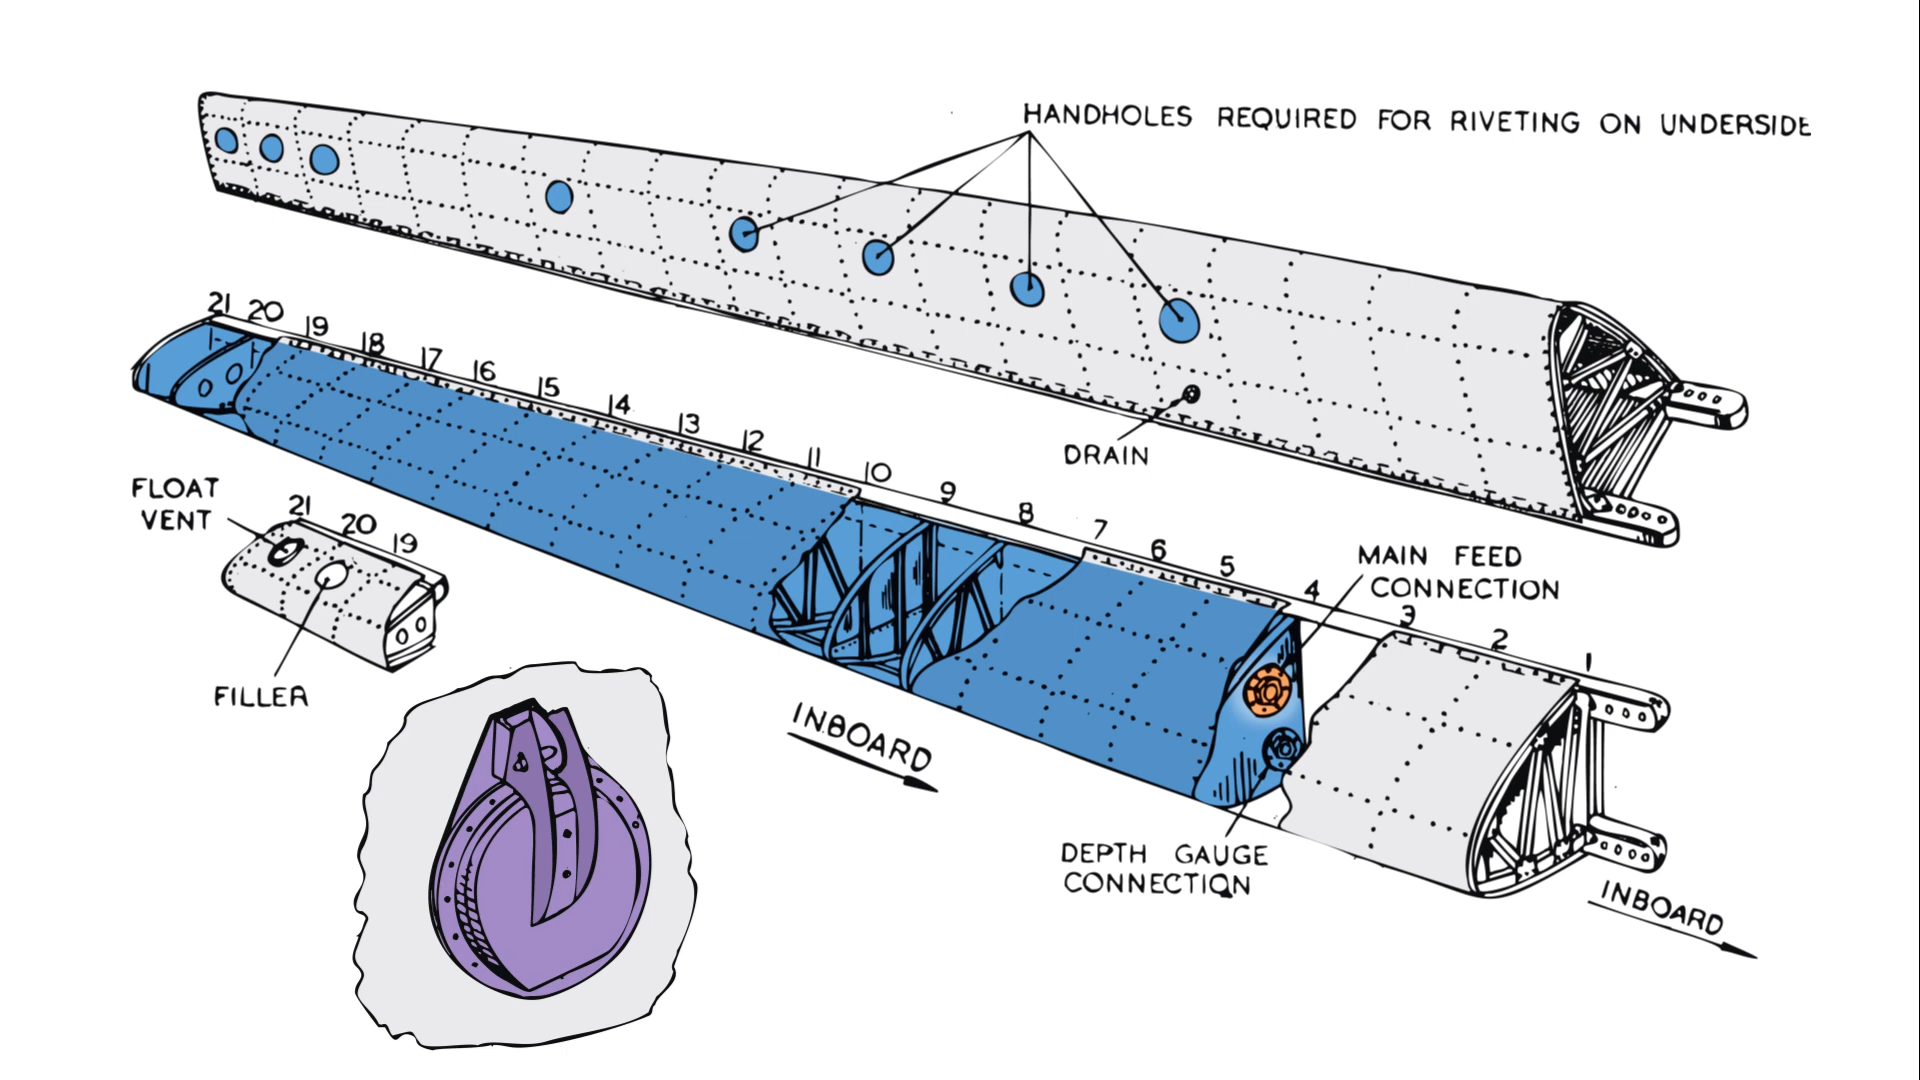 HANDHOLES REQUIRED FOR RIVETING ON UNDERSIDE
21
20
19
18
17
16
15
14
13
12
11
10
9
8
7
6
5
4
3
2
1
DRAIN
FLOAT
VENT
21
20
19
FILLER
MAIN FEED
CONNECTION
INBOARD
DEPTH GAUGE
CONNECTION
INBOARD